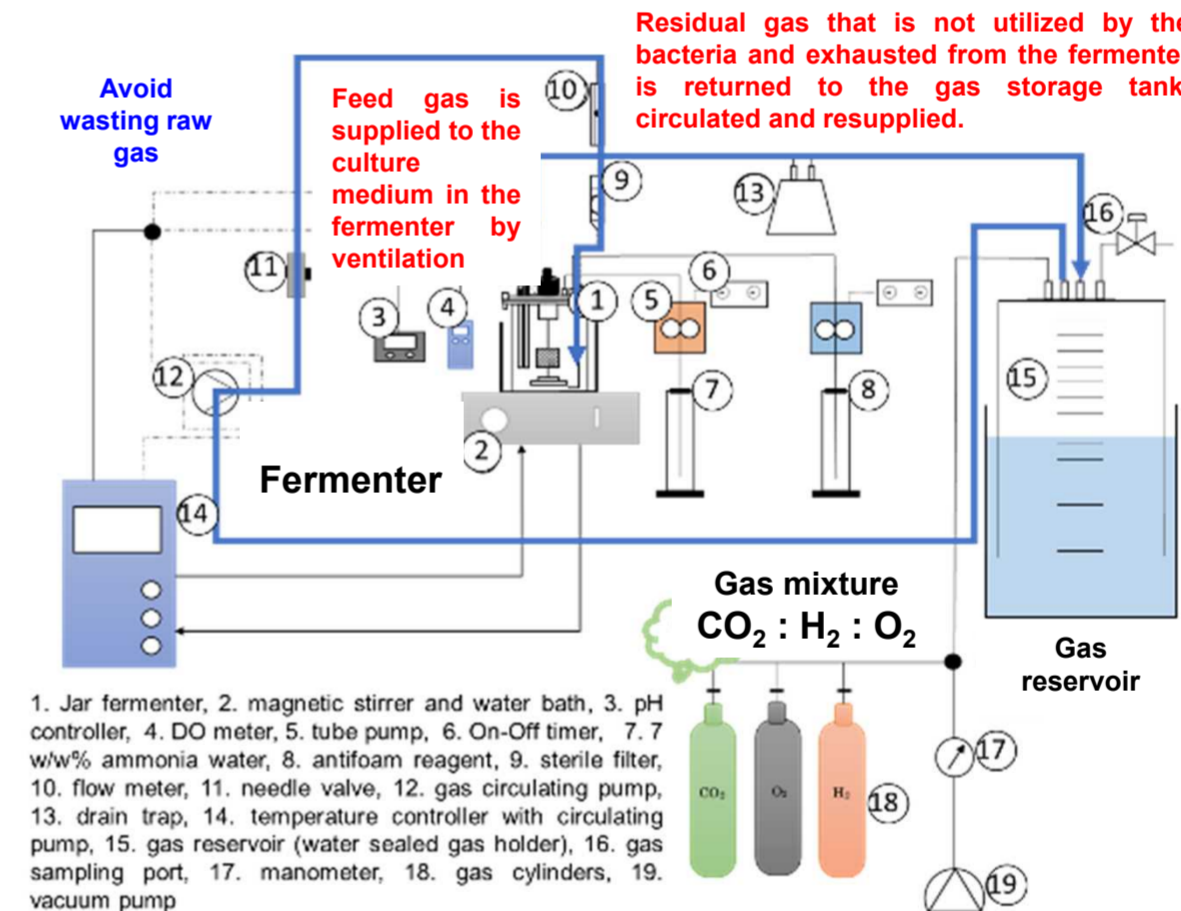 Residual gas that is not utilized by the
bacteria and exhausted from the fermente
is returned to the gas storage tank
circulated and resupplied.
Avoid
wasting raw
gas
Feed gas is
supplied to the
culture
medium in the
fermenter by
ventilation
10
9
13
16
11
1
6
5
3
4
12
7
8
15
2
Fermenter
14
Gas mixture
CO₂ : H₂ : O₂
Gas
reservoir
17
CO₂
O₂
H₂
18
19
1. Jar fermenter, 2. magnetic stirrer and water bath, 3. pH
controller, 4. DO meter, 5. tube pump, 6. On-Off timer, 7. 7
w/w% ammonia water, 8. antifoam reagent, 9. sterile filter,
10. flow meter, 11. needle valve, 12. gas circulating pump,
13. drain trap, 14. temperature controller with circulating
pump, 15. gas reservoir (water sealed gas holder), 16. gas
sampling port, 17. manometer, 18. gas cylinders, 19.
vacuum pump